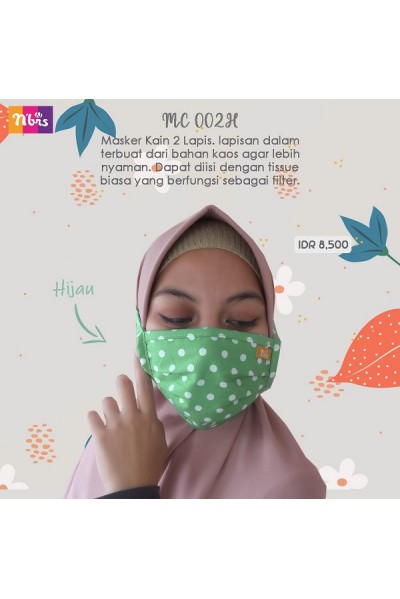 Nbrs
MC 002H
Masker Kain 2 Lapis. lapisan dalam
terbuat dari bahan kaos agar lebih
nyaman. Dapat diisi dengan tissue
biasa yang berfungsi sebagai filter.
IDR 8,500
Hijau